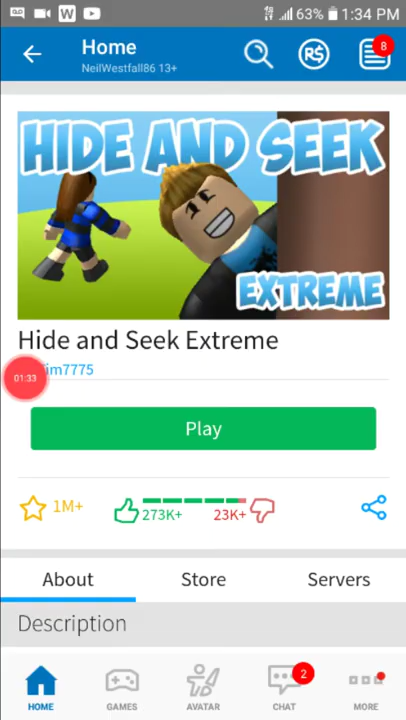 W 63% 1:34 PM
Home
NeilWestfall86 13+
R$
8
HIDE AND SEEK
EXTREME
Hide and Seek Extreme
im7775
01:33
Play
1M+
273K+
23K+
About Store Servers
Description
2
HOME GAMES AVATAR CHAT MORE